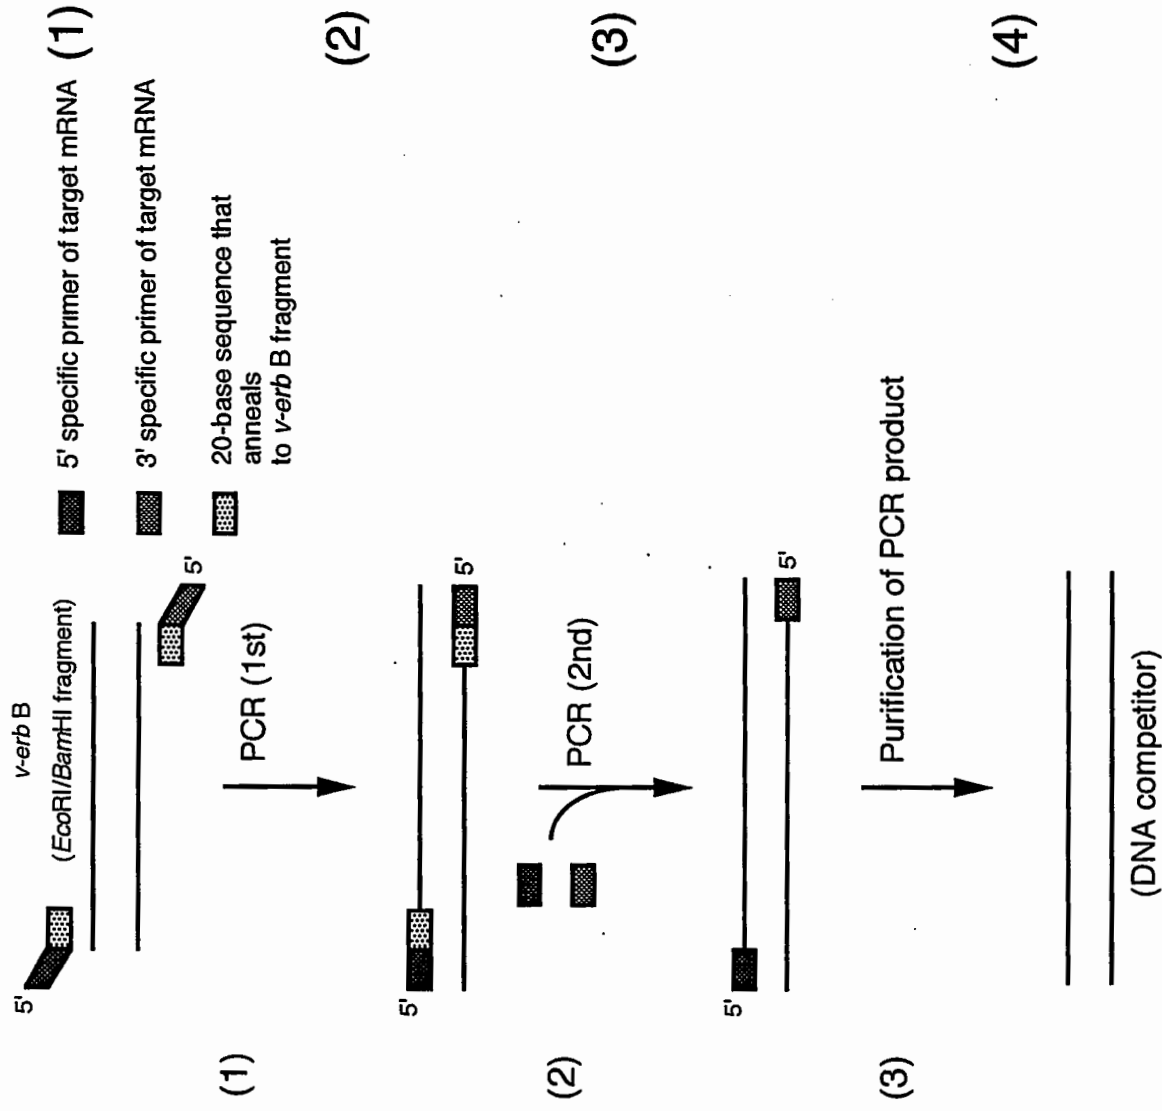 v-erb B
(EcoRI/BamHI fragment)
5'
5'
5' specific primer of target mRNA
3' specific primer of target mRNA
20-base sequence that
anneals
to v-erb B fragment
(1)
(1)
PCR (1st)
(2)
5'
5'
(2)
PCR (2nd)
(3)
5'
5'
(3)
Purification of PCR product
(4)
(DNA competitor)